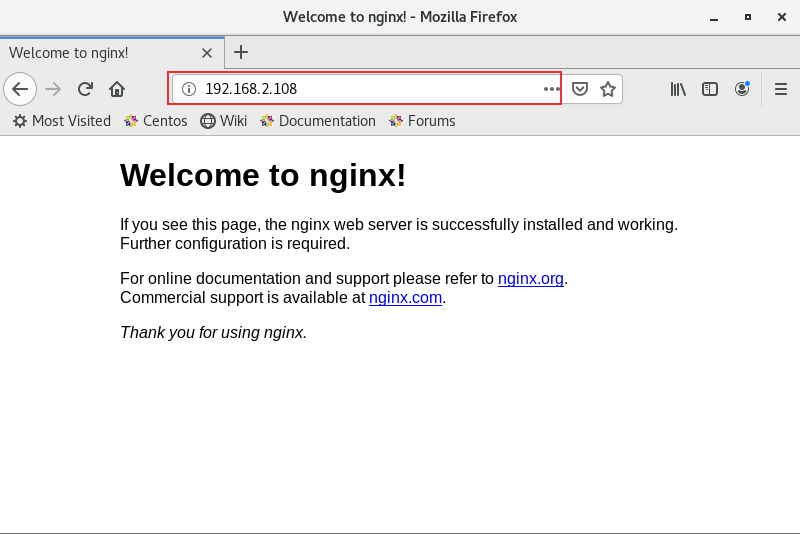 Welcome to nginx! - Mozilla Firefox
Welcome to nginx!
192.168.2.108
Most Visited Centos Wiki Documentation Forums
Welcome to nginx!
If you see this page, the nginx web server is successfully installed and working.
Further configuration is required.
For online documentation and support please refer to nginx.org.
Commercial support is available at nginx.com.
Thank you for using nginx.